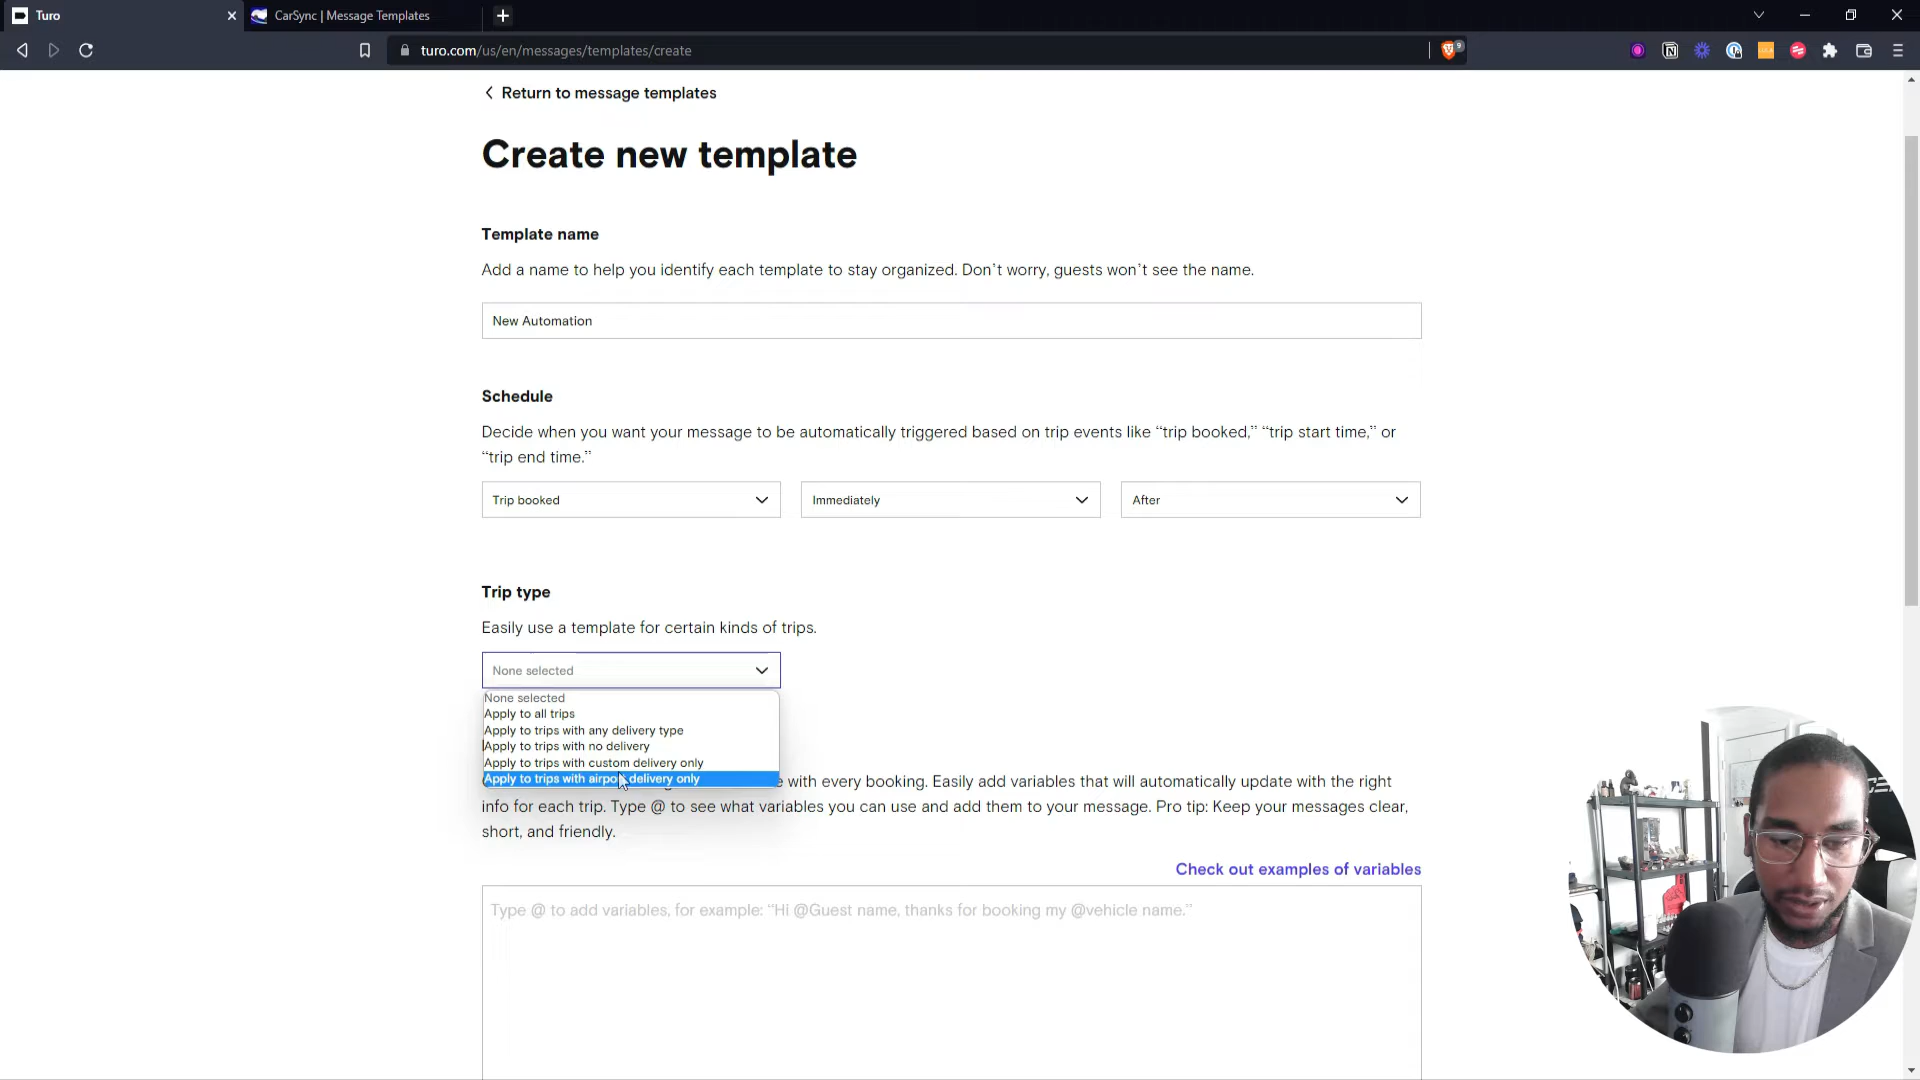 Turo
CarSync | Message Templates
turo.com/us/en/messages/templates/create
9
Return to message templates
Create new template
Template name
Add a name to help you identify each template to stay organized. Don't worry, guests won't see the name.
New Automation
Schedule
Decide when you want your message to be automatically triggered based on trip events like “trip booked,” “trip start time,” or
“trip end time.”
Trip booked
Immediately
After
Trip type
Easily use a template for certain kinds of trips.
None selected
None selected
Apply to all trips
Apply to trips with any delivery type
Apply to trips with no delivery
Apply to trips with custom delivery only
Apply to trips with airport delivery only
with every booking. Easily add variables that will automatically update with the right
info for each trip. Type @ to see what variables you can use and add them to your message. Pro tip: Keep your messages clear,
short, and friendly.
Check out examples of variables
Type @ to add variables, for example: “Hi @Guest name, thanks for booking my @vehicle name.”